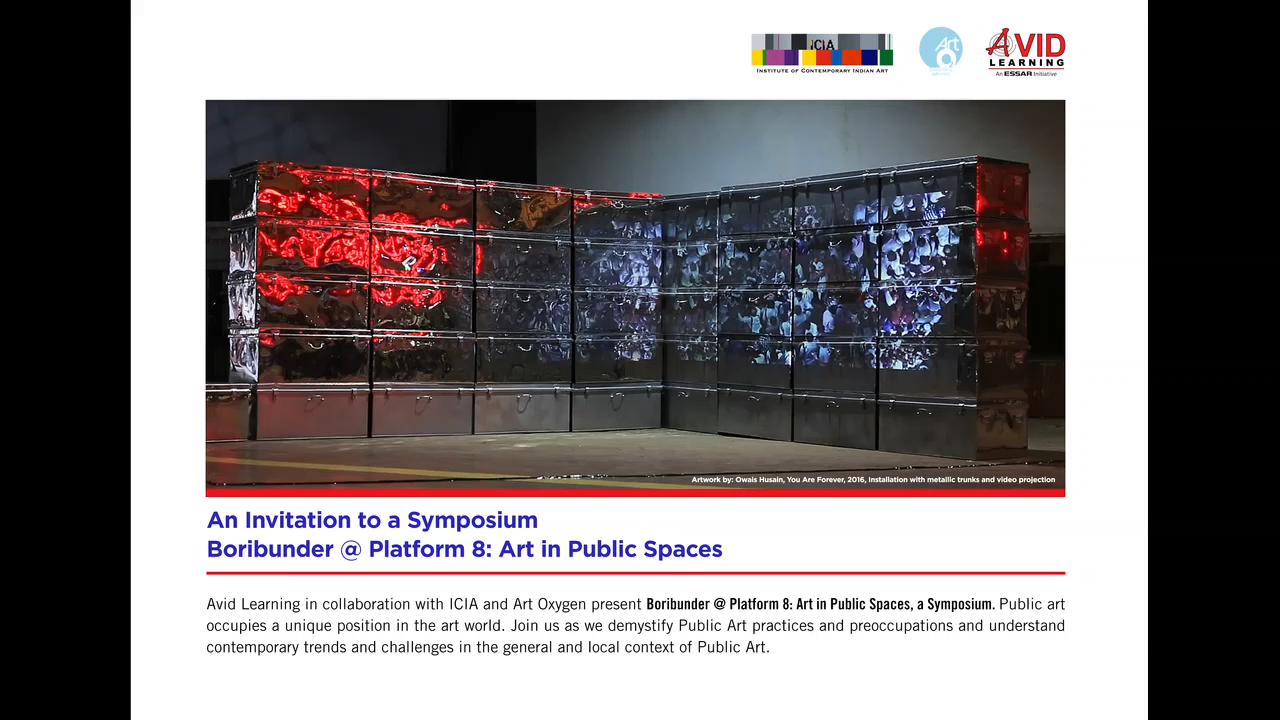 ICIA
INSTITUTE OF CONTEMPORARY INDIAN ART
Art
AVID
LEARNING
An ESSAR Initiative
Artwork by: Owais Husain, You Are Forever, 2016, Installation with metallic trunks and video projection
An Invitation to a Symposium
Boribunder @ Platform 8: Art in Public Spaces
Avid Learning in collaboration with ICIA and Art Oxygen present Boribunder @ Platform 8: Art in Public Spaces, a Symposium. Public art
occupies a unique position in the art world. Join us as we demystify Public Art practices and preoccupations and understand
contemporary trends and challenges in the general and local context of Public Art.